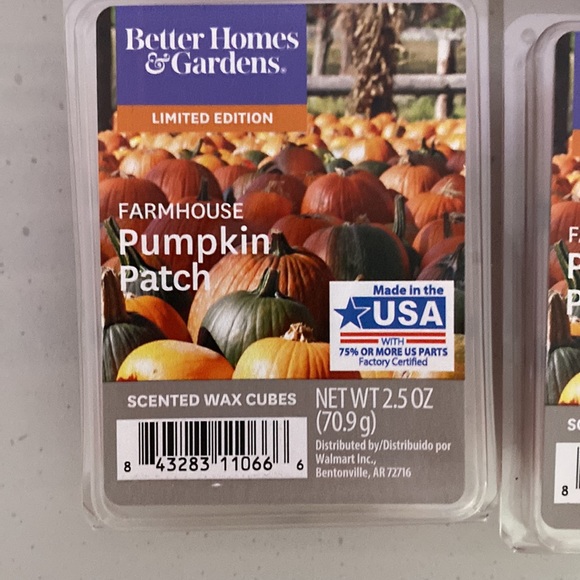 Better Homes
& Gardens®
LIMITED EDITION
FARMHOUSE
Pumpkin
Patch
Made in the
USA
WITH
75% OR MORE US PARTS
Factory Certified
SCENTED WAX CUBES
NET WT 2.5 OZ
(70.9 g)
Distributed by/Distribuido por
Walmart Inc.,
Bentonville, AR 72716
8 43283 11066 6
F
P
P
SC
8